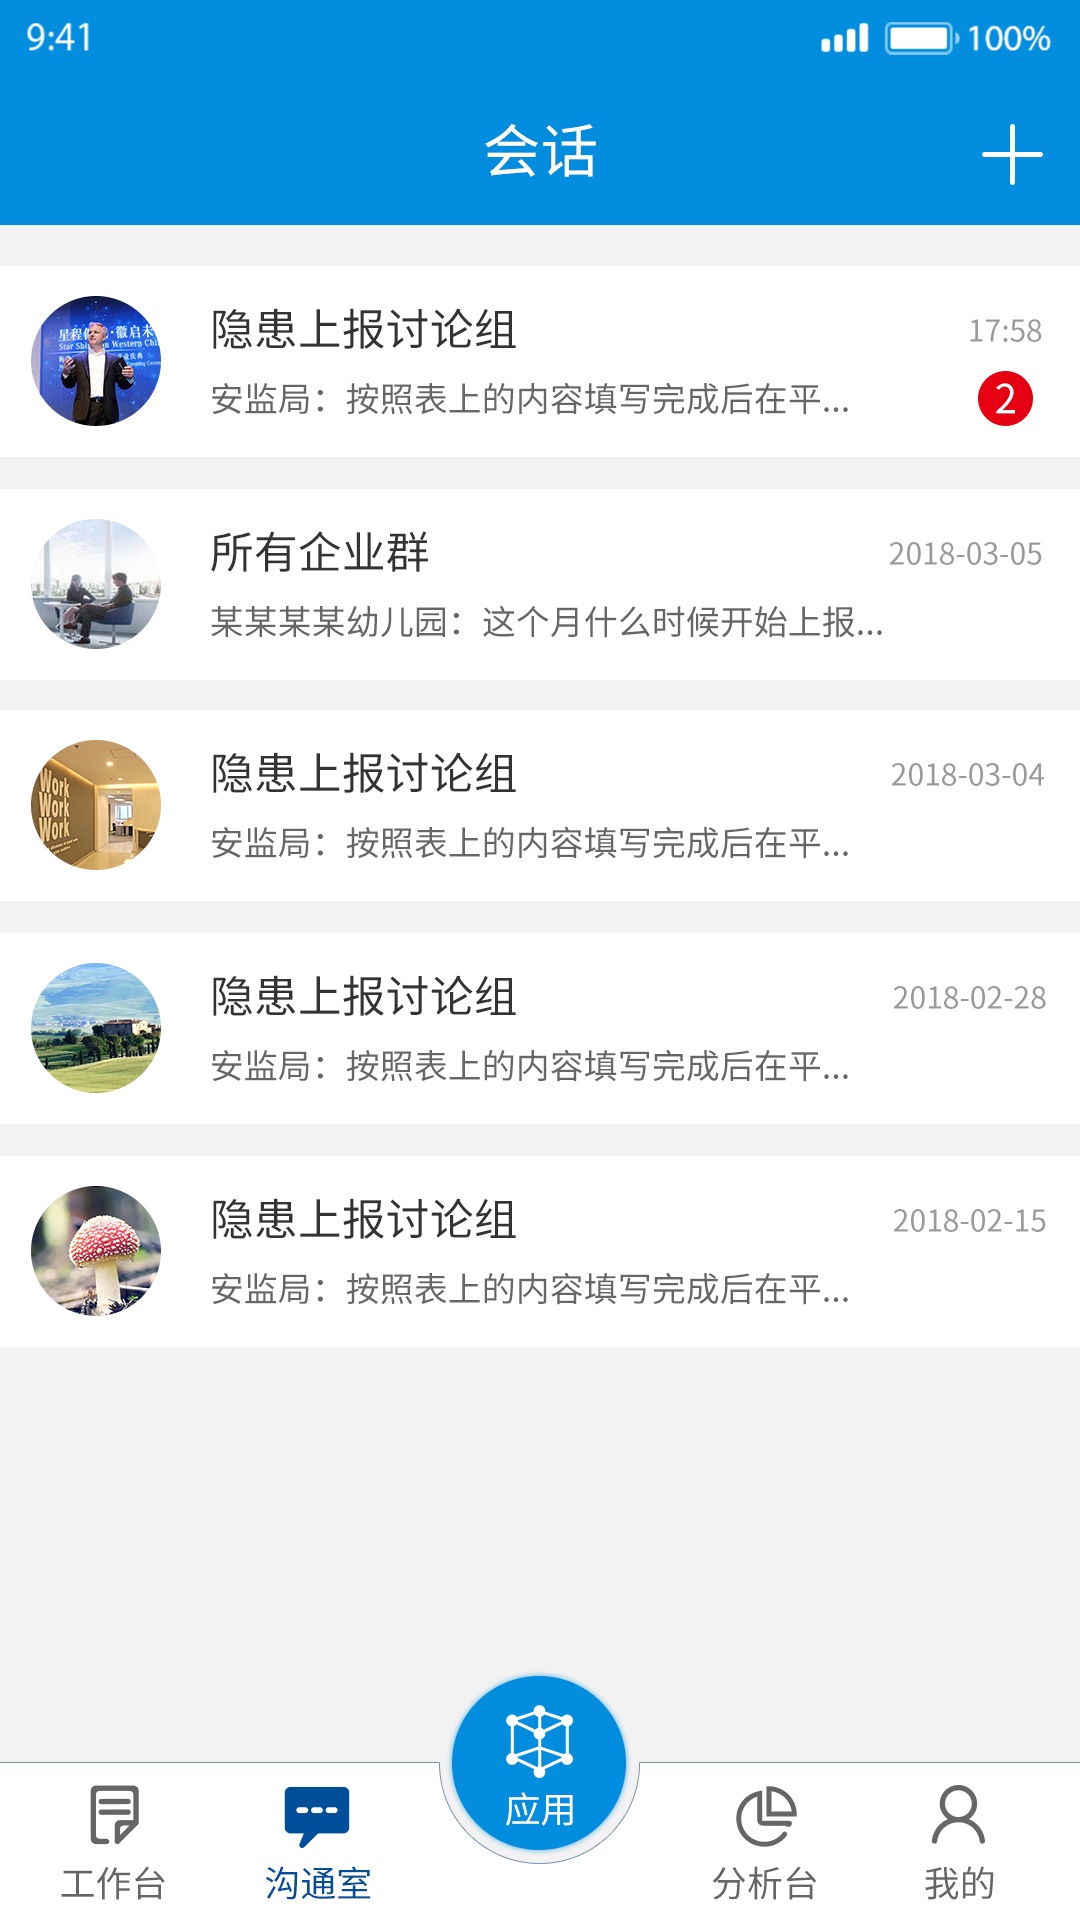 9:41
100%
会话
隐患上报讨论组
17:58
安监局：按照表上的内容填写完成后在平...
2
所有企业群
2018-03-05
某某某某幼儿园：这个月什么时候开始上报...
隐患上报讨论组
2018-03-04
安监局：按照表上的内容填写完成后在平...
Work
Work
Work
隐患上报讨论组
2018-02-28
安监局：按照表上的内容填写完成后在平...
隐患上报讨论组
2018-02-15
安监局：按照表上的内容填写完成后在平...
应用
工作台
沟通室
分析台
我的